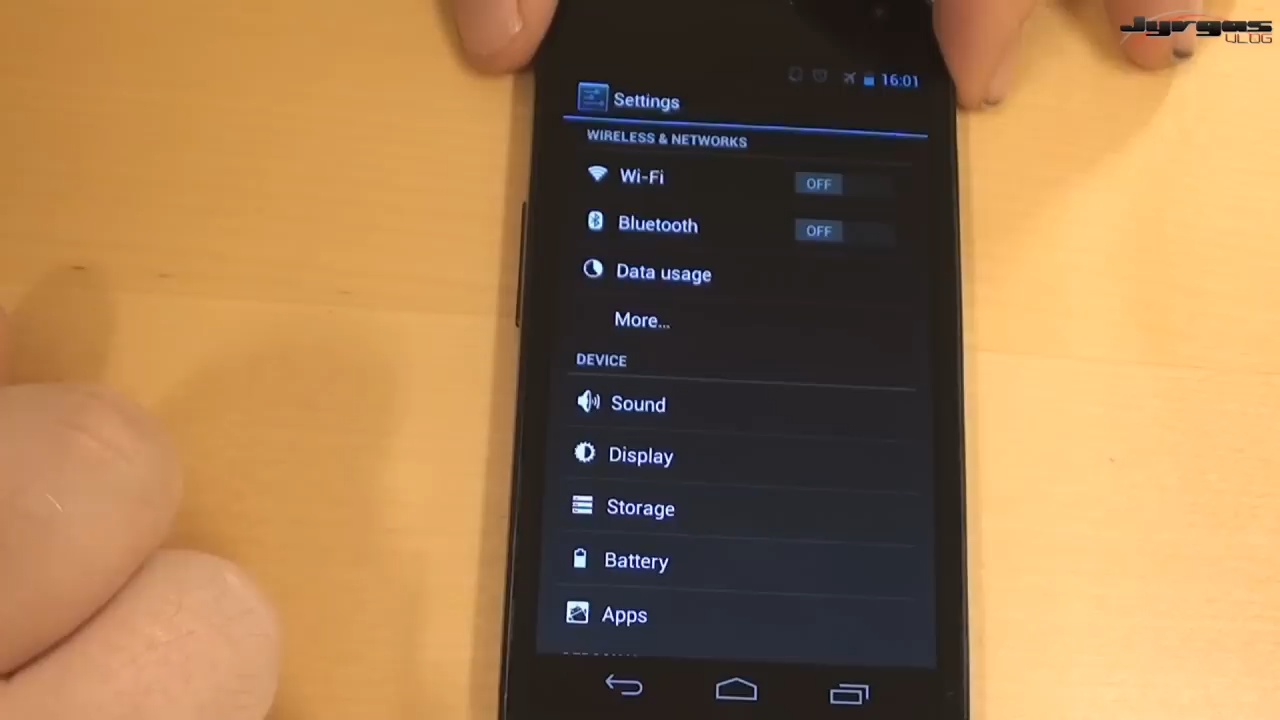 Jyrgas
VLOG
16:01
Settings
WIRELESS & NETWORKS
Wi-Fi
OFF
Bluetooth
OFF
Data usage
More...
DEVICE
Sound
Display
Storage
Battery
Apps